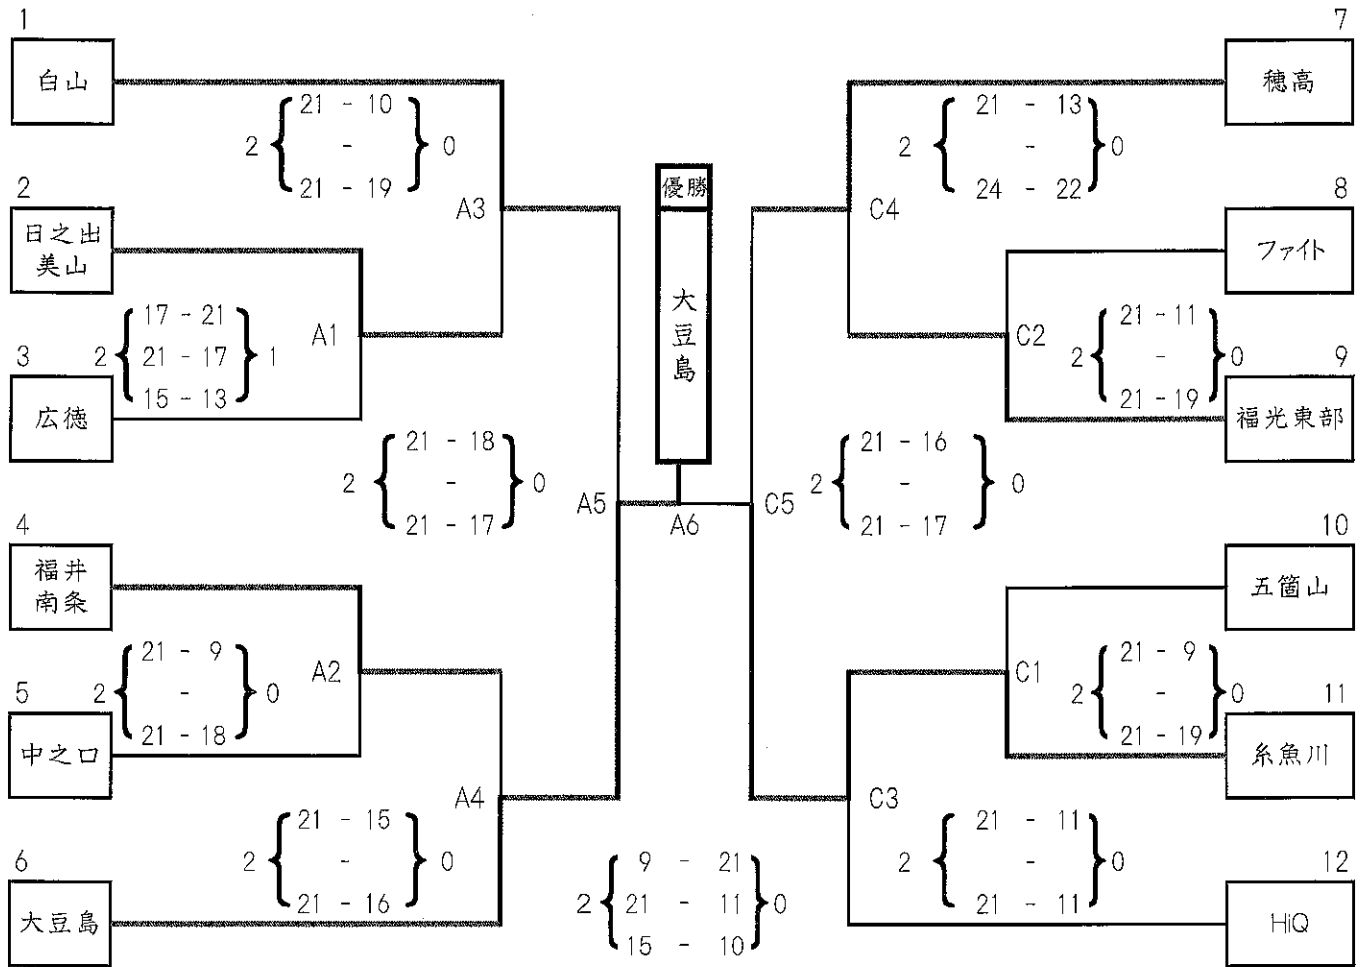 1
白山
2
日之出
美山
3
広徳
4
福井
南条
5
中之口
6
大豆島
7
穂高
8
ファイト
9
福光東部
10
五箇山
11
糸魚川
12
HiQ
優勝
大豆島
A3
2 { 21 - 10 } 0
-
21 - 19
A1
17 - 21
2 { 21 - 17 } 1
15 - 13
A5
21 - 18
2 { - } 0
21 - 17
A2
21 - 9
2 { - } 0
21 - 18
A4
21 - 15
2 { - } 0
21 - 16
A6
9 - 21
2 { 21 - 11 } 0
15 - 10
C4
21 - 13
2 { - } 0
24 - 22
C2
21 - 11
2 { - } 0
21 - 19
C5
21 - 16
2 { - } 0
21 - 17
C1
21 - 9
2 { - } 0
21 - 19
C3
21 - 11
2 { - } 0
21 - 11